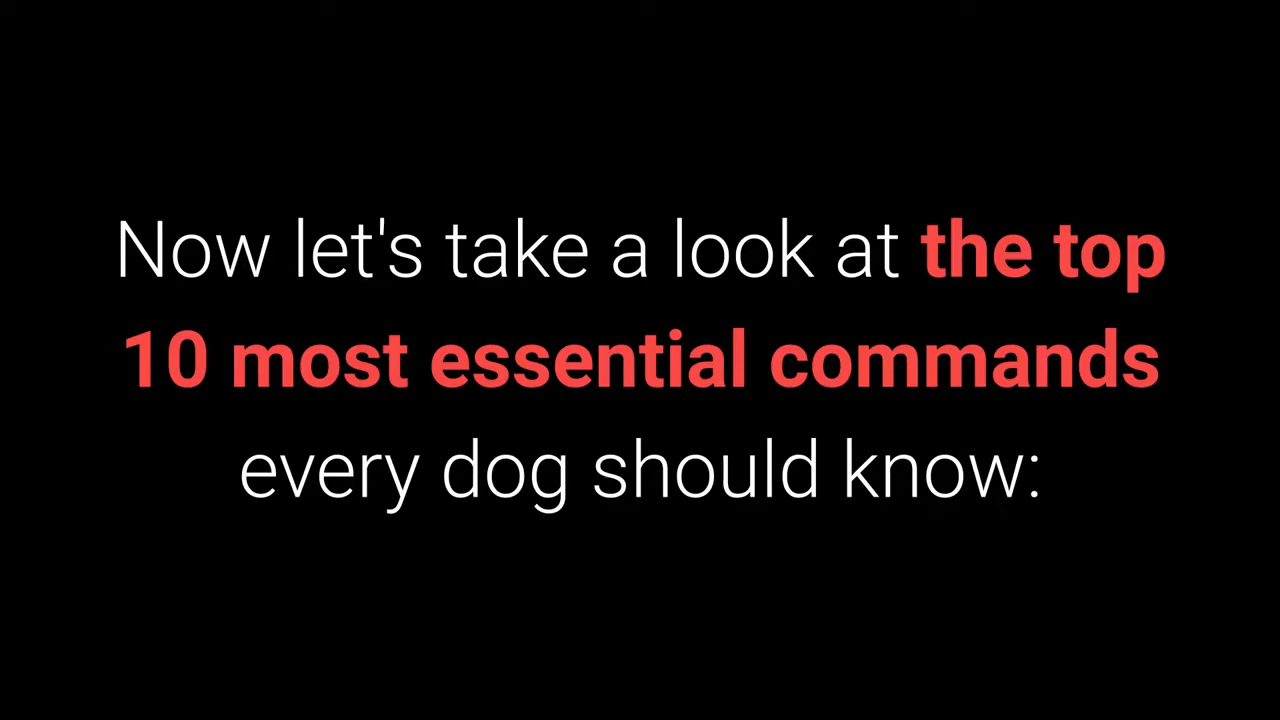 Now let's take a look at the top
10 most essential commands
every dog should know: